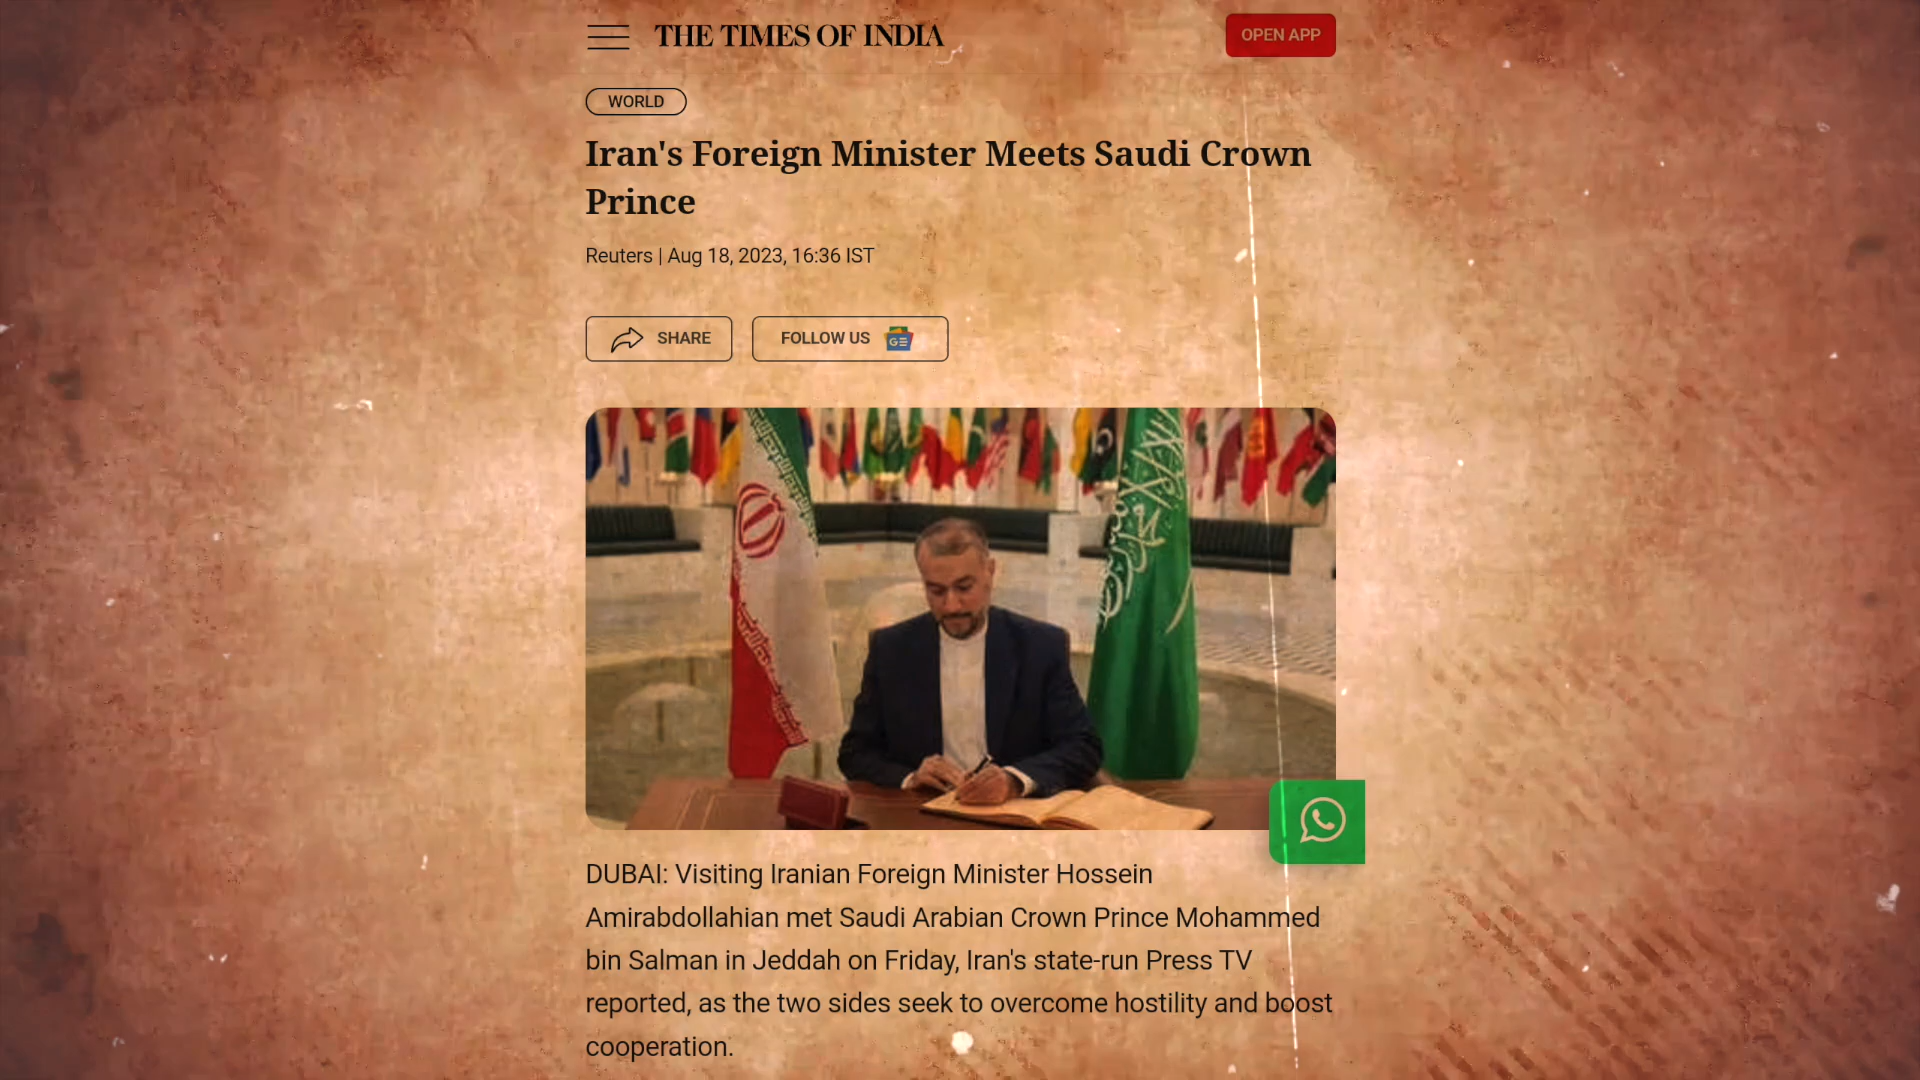 THE TIMES OF INDIA
OPEN APP
WORLD
Iran's Foreign Minister Meets Saudi Crown
Prince
Reuters | Aug 18, 2023, 16:36 IST
SHARE
FOLLOW US
GE
DUBAI: Visiting Iranian Foreign Minister Hossein
Amirabdollahian met Saudi Arabian Crown Prince Mohammed
bin Salman in Jeddah on Friday, Iran's state-run Press TV
reported, as the two sides seek to overcome hostility and boost
cooperation.